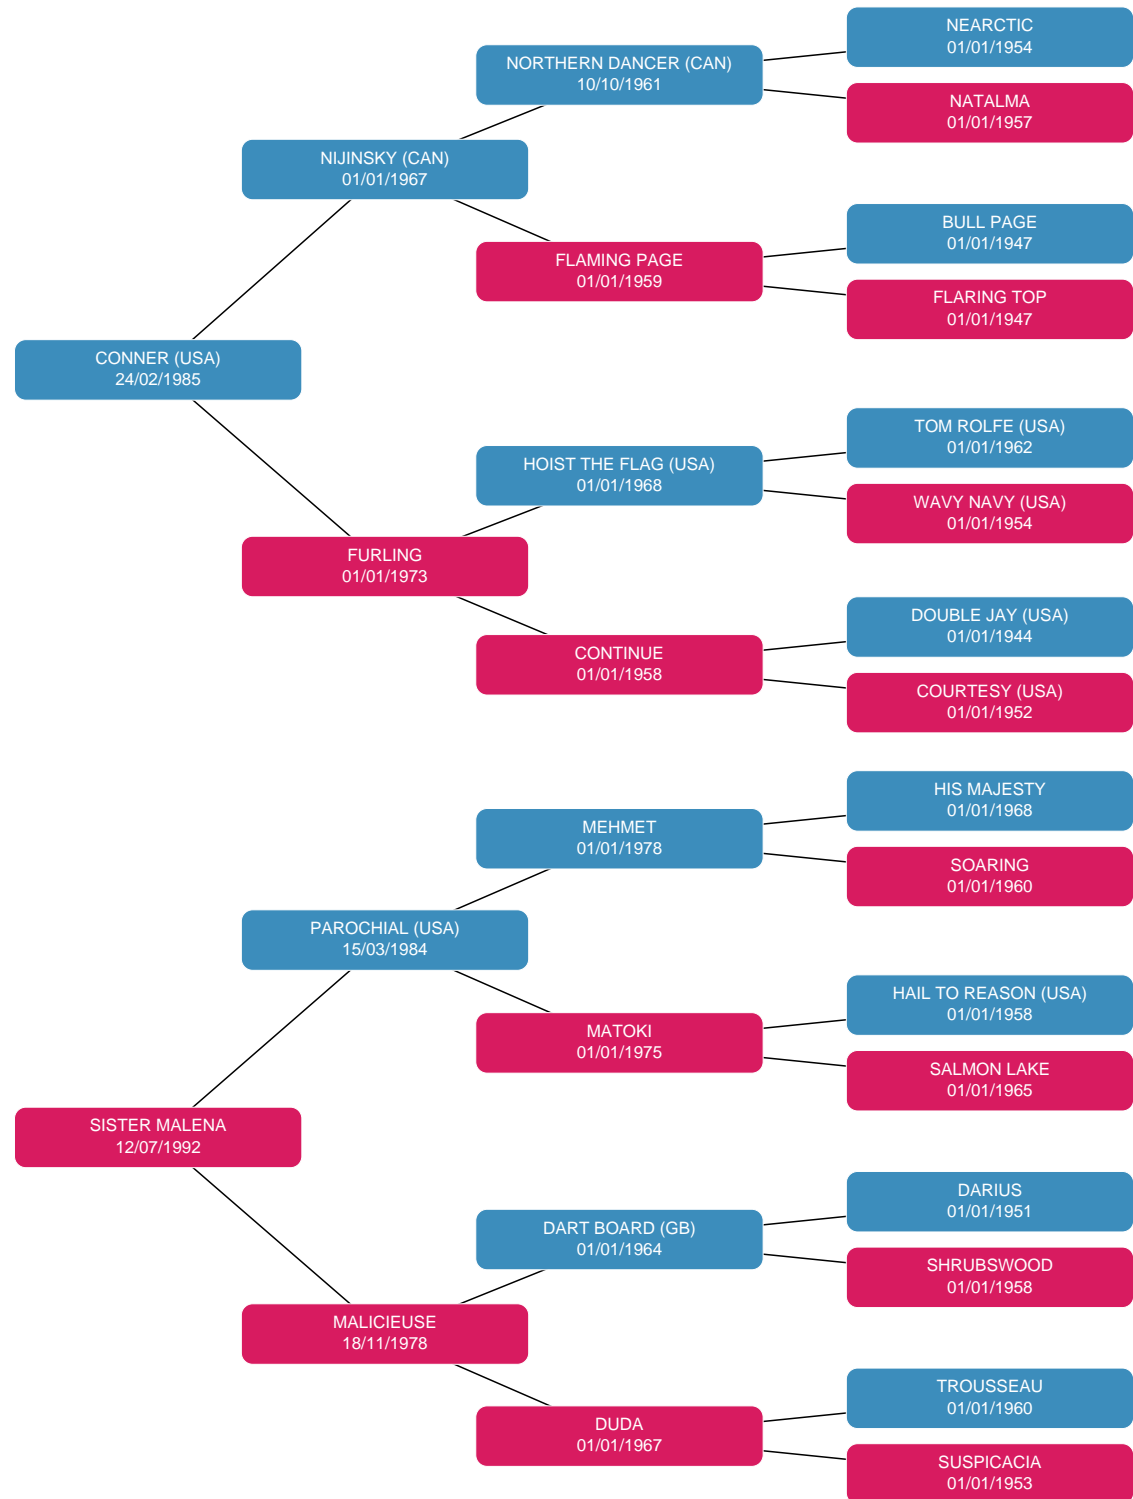 NEARCTIC
01/01/1954
NORTHERN DANCER (CAN)
10/10/1961
NATALMA
01/01/1957
NIJINSKY (CAN)
01/01/1967
BULL PAGE
01/01/1947
FLAMING PAGE
01/01/1959
FLARING TOP
01/01/1947
CONNER (USA)
24/02/1985
TOM ROLFE (USA)
01/01/1962
HOIST THE FLAG (USA)
01/01/1968
WAVY NAVY (USA)
01/01/1954
FURLING
01/01/1973
DOUBLE JAY (USA)
01/01/1944
CONTINUE
01/01/1958
COURTESY (USA)
01/01/1952
HIS MAJESTY
01/01/1968
MEHMET
01/01/1978
SOARING
01/01/1960
PAROCHIAL (USA)
15/03/1984
HAIL TO REASON (USA)
01/01/1958
MATOKI
01/01/1975
SALMON LAKE
01/01/1965
SISTER MALENA
12/07/1992
DARIUS
01/01/1951
DART BOARD (GB)
01/01/1964
SHRUBSWOOD
01/01/1958
MALICIEUSE
18/11/1978
TROUSSEAU
01/01/1960
DUDA
01/01/1967
SUSPICACIA
01/01/1953